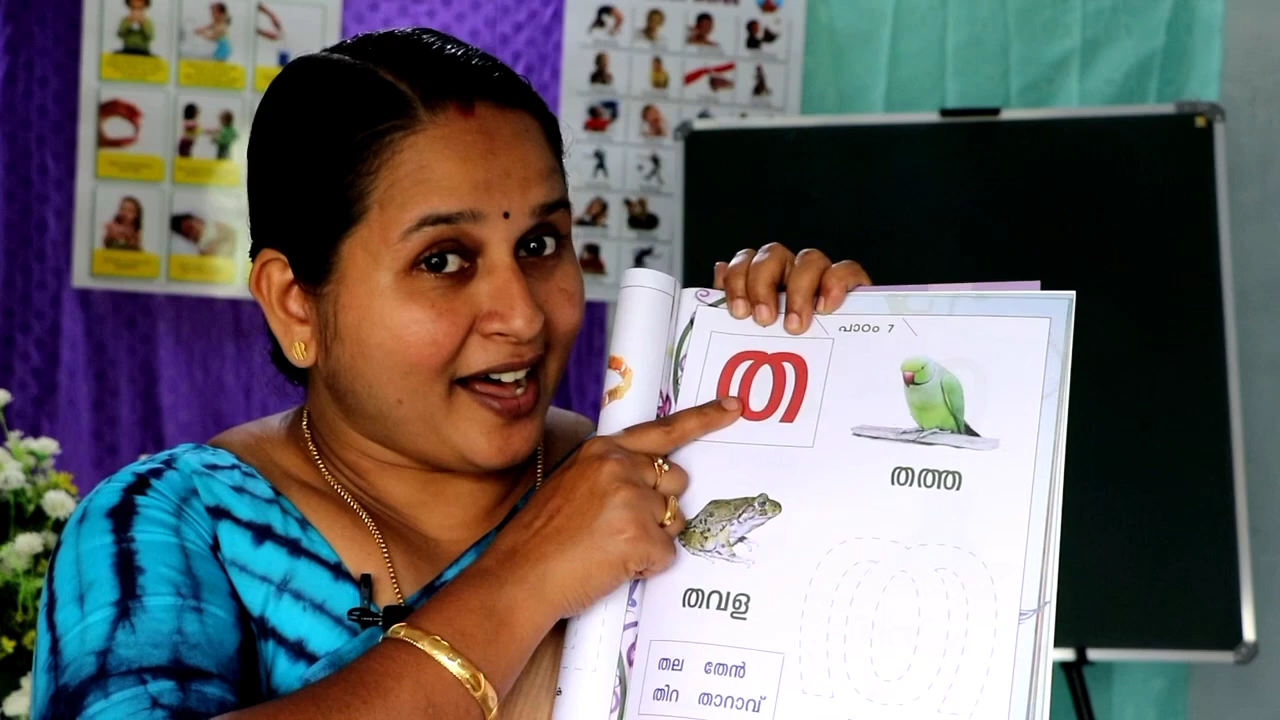 പാഠം 7
ത
തത്ത
തവള
തല തേൻ
തിറ താറാവ്